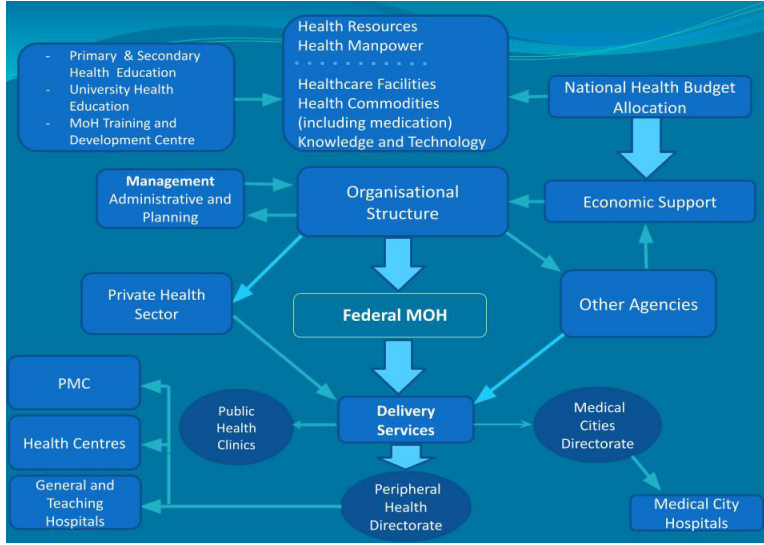 Health Resources
Health Manpower
Healthcare Facilities
Health Commodities
(including medication)
Knowledge and Technology
- Primary & Secondary
Health Education
- University Health
Education
- MoH Training and
Development Centre
National Health Budget
Allocation
Management
Administrative and
Planning
Organisational
Structure
Economic Support
Private Health
Sector
Federal MOH
Other Agencies
PMC
Public
Health
Clinics
Delivery
Services
Medical
Cities
Directorate
Health Centres
General and
Teaching
Hospitals
Peripheral
Health
Directorate
Medical City
Hospitals